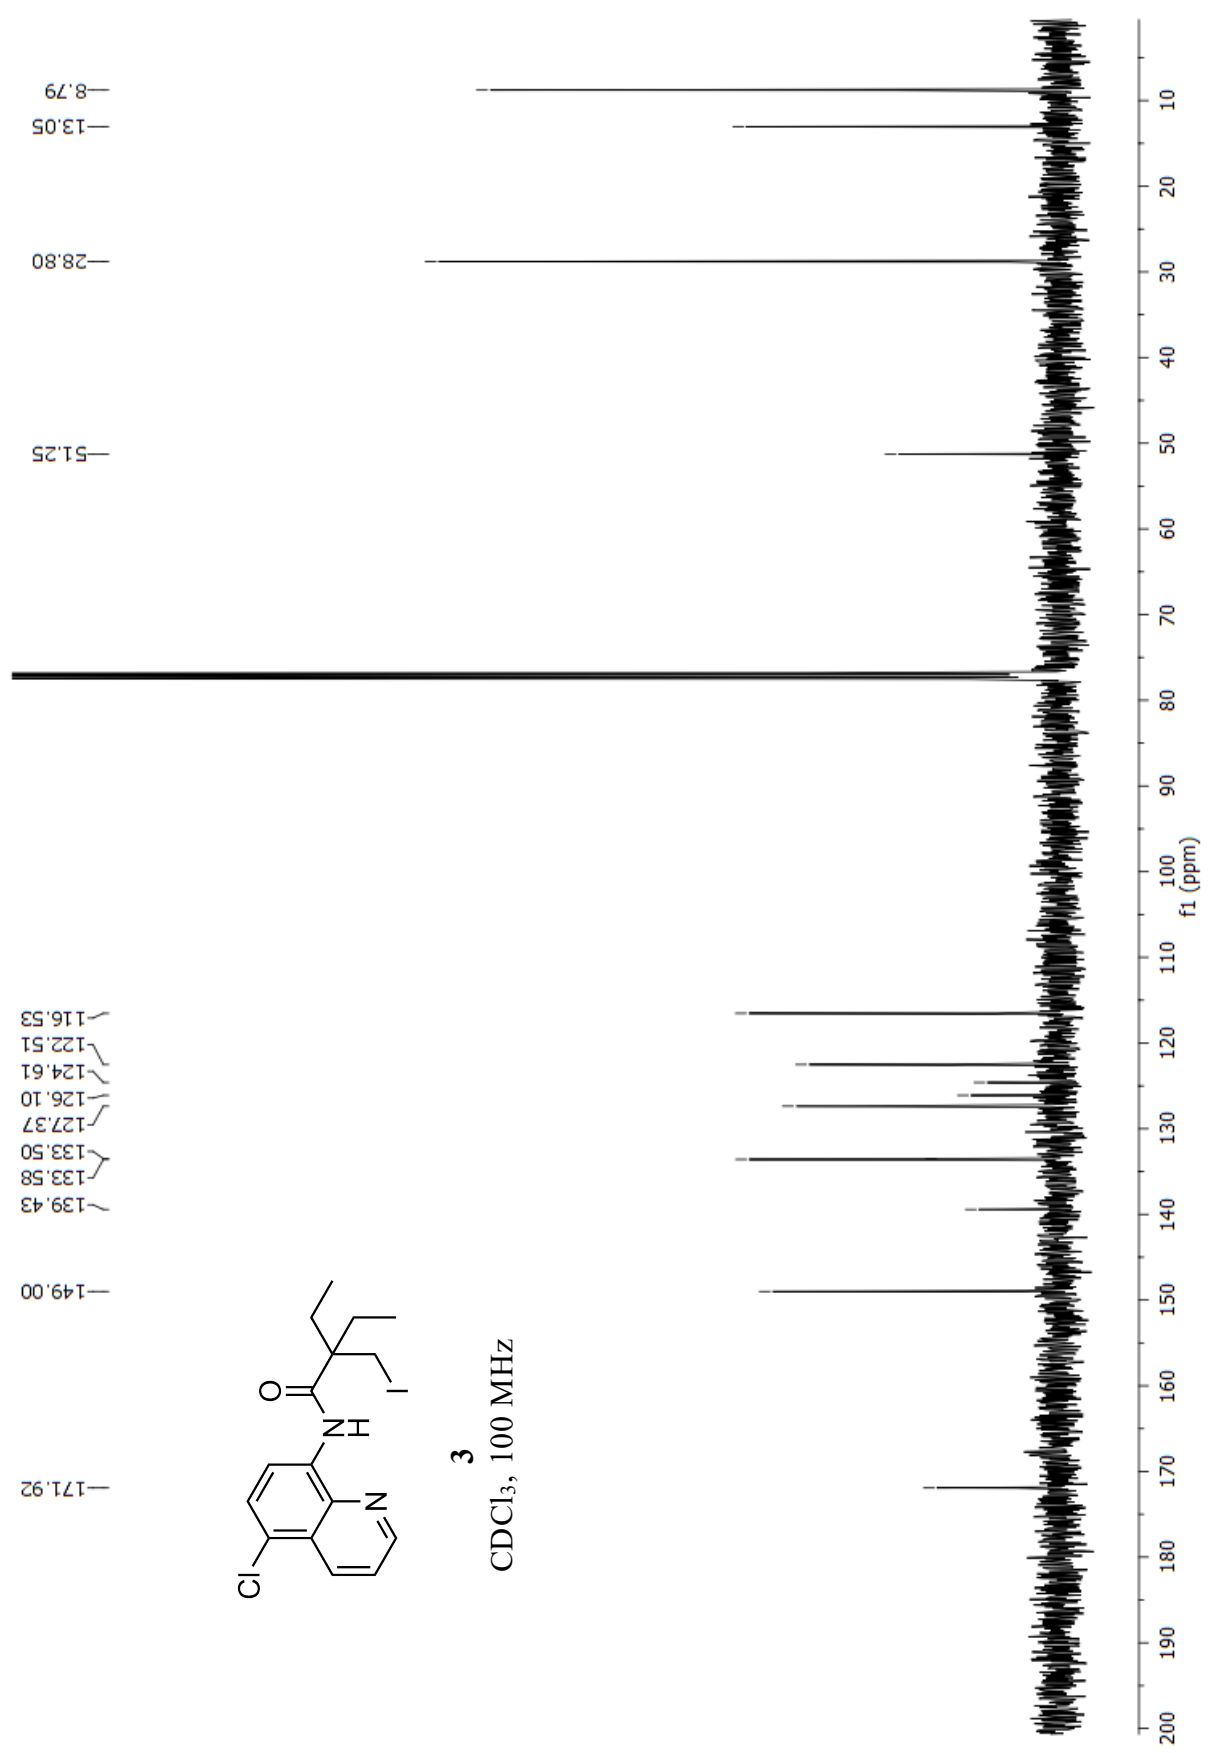 171.92
149.00
139.43
133.58
133.50
127.37
126.10
124.61
122.51
116.53
51.25
28.80
13.05
8.79
Cl
O
N
H
N
I
3
CDCl₃, 100 MHz
200 190 180 170 160 150 140 130 120 110 100 90 80 70 60 50 40 30 20 10
f1 (ppm)